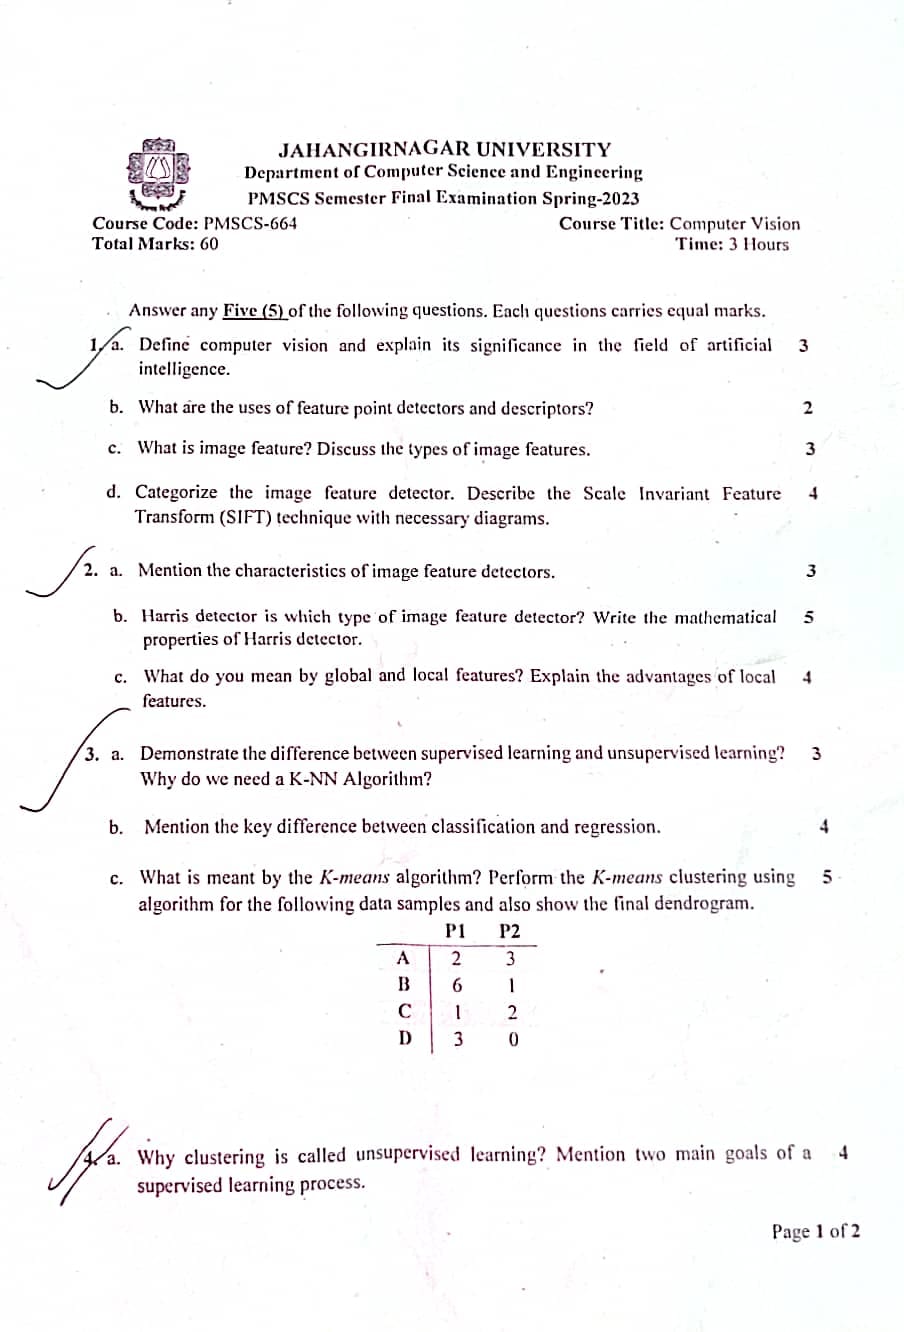 JAHANGIRNAGAR UNIVERSITY
Department of Computer Science and Engineering
PMSCS Semester Final Examination Spring-2023
Course Code: PMSCS-664 Course Title: Computer Vision
Total Marks: 60 Time: 3 Hours
Answer any Five (5) of the following questions. Each questions carries equal marks.
1. a. Define computer vision and explain its significance in the field of artificial 3
intelligence.
b. What are the uses of feature point detectors and descriptors? 2
c. What is image feature? Discuss the types of image features. 3
d. Categorize the image feature detector. Describe the Scale Invariant Feature 4
Transform (SIFT) technique with necessary diagrams.
2. a. Mention the characteristics of image feature detectors. 3
b. Harris detector is which type of image feature detector? Write the mathematical 5
properties of Harris detector.
c. What do you mean by global and local features? Explain the advantages of local 4
features.
3. a. Demonstrate the difference between supervised learning and unsupervised learning? 3
Why do we need a K-NN Algorithm?
b. Mention the key difference between classification and regression. 4
c. What is meant by the K-means algorithm? Perform the K-means clustering using 5
algorithm for the following data samples and also show the final dendrogram.
P1 P2
A 2 3
B 6 1
C 1 2
D 3 0
4. a. Why clustering is called unsupervised learning? Mention two main goals of a 4
supervised learning process.
Page 1 of 2